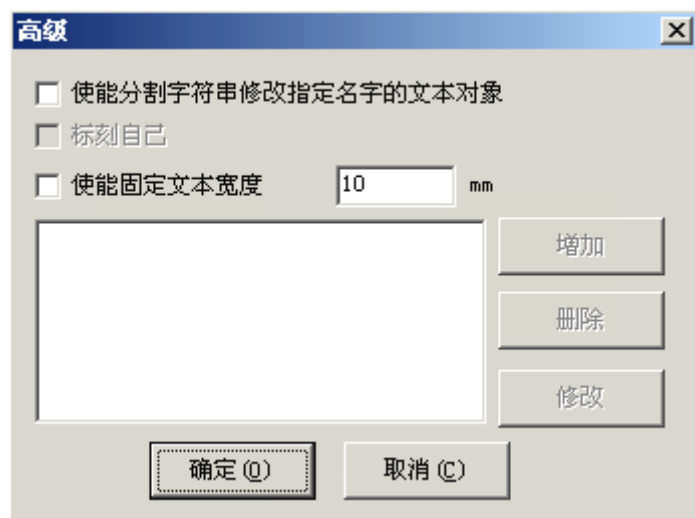 高级
使能分割字符串修改指定名字的文本对象
标刻自己
使能固定文本宽度 10 mm
增加
删除
修改
确定(O) 取消(C)